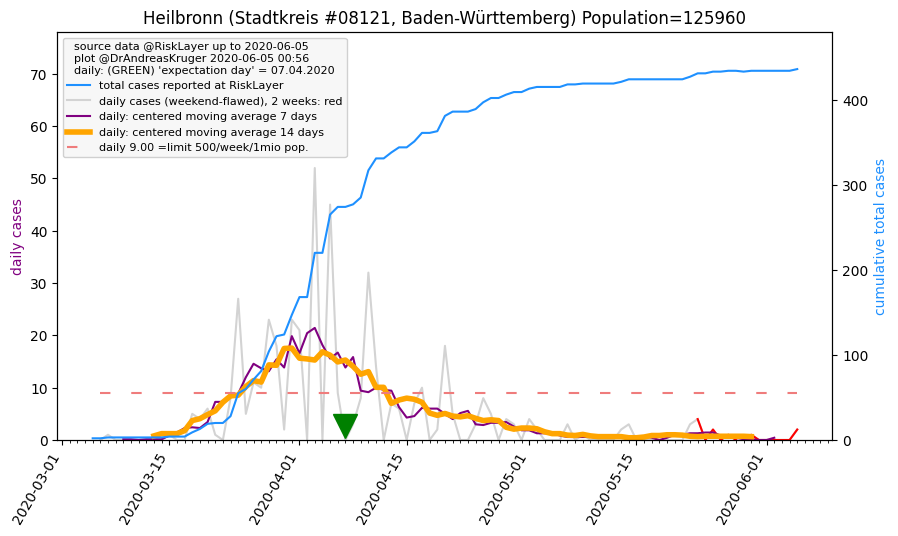 Heilbronn (Stadtkreis #08121, Baden-Württemberg) Population=125960
source data @RiskLayer up to 2020-06-05
plot @DrAndreasKruger 2020-06-05 00:56
daily: (GREEN) 'expectation day' = 07.04.2020
total cases reported at RiskLayer
daily cases (weekend-flawed), 2 weeks: red
daily: centered moving average 7 days
daily: centered moving average 14 days
daily 9.00 =limit 500/week/1mio pop.
daily cases
70
60
50
40
30
20
10
0
cumulative total cases
400
300
200
100
0
2020-03-01
2020-03-15
2020-04-01
2020-04-15
2020-05-01
2020-05-15
2020-06-01